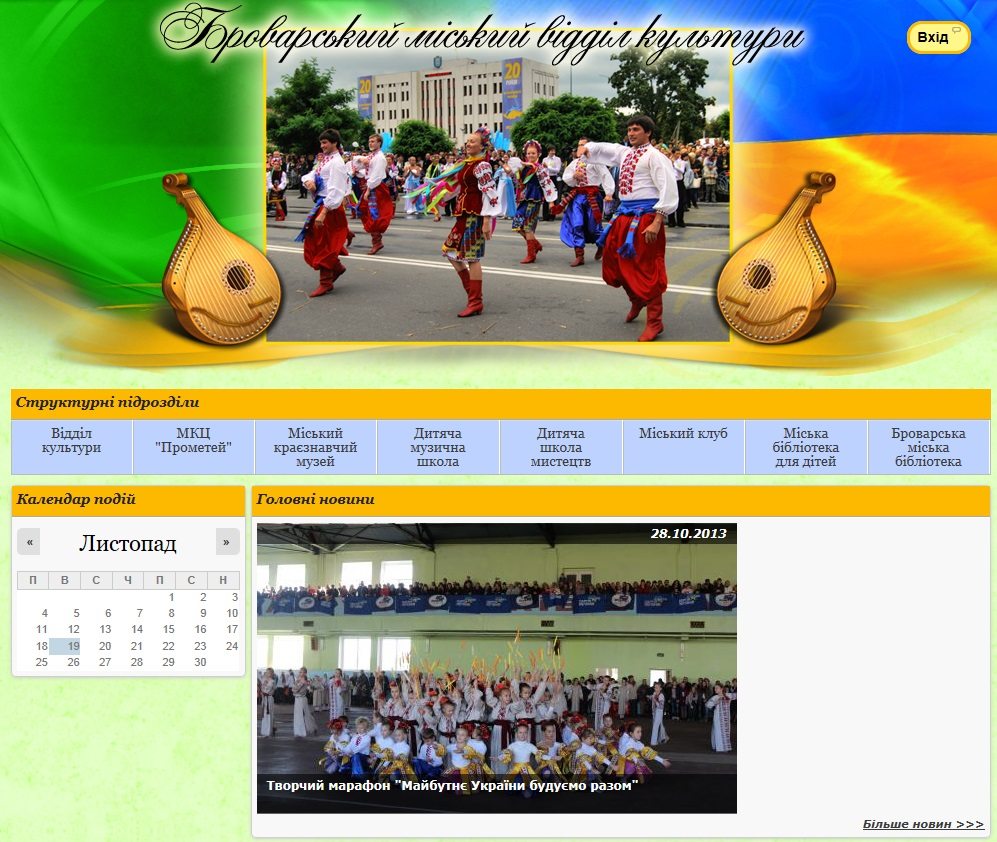 Броварський міський відділ культури
Вхід
20
РОКІВ
20
Структурні підрозділи
Відділ
культури
МКЦ
"Прометей"
Міський
краєзнавчий
музей
Дитяча
музична
школа
Дитяча
школа
мистецтв
Міський клуб
Міська
бібліотека
для дітей
Броварська
міська
бібліотека
Календар подій
« Листопад »
П В С Ч П С Н
1 2 3
4 5 6 7 8 9 10
11 12 13 14 15 16 17
18 19 20 21 22 23 24
25 26 27 28 29 30
Головні новини
28.10.2013
Творчий марафон "Майбутнє України будуємо разом"
Більше новин >>>